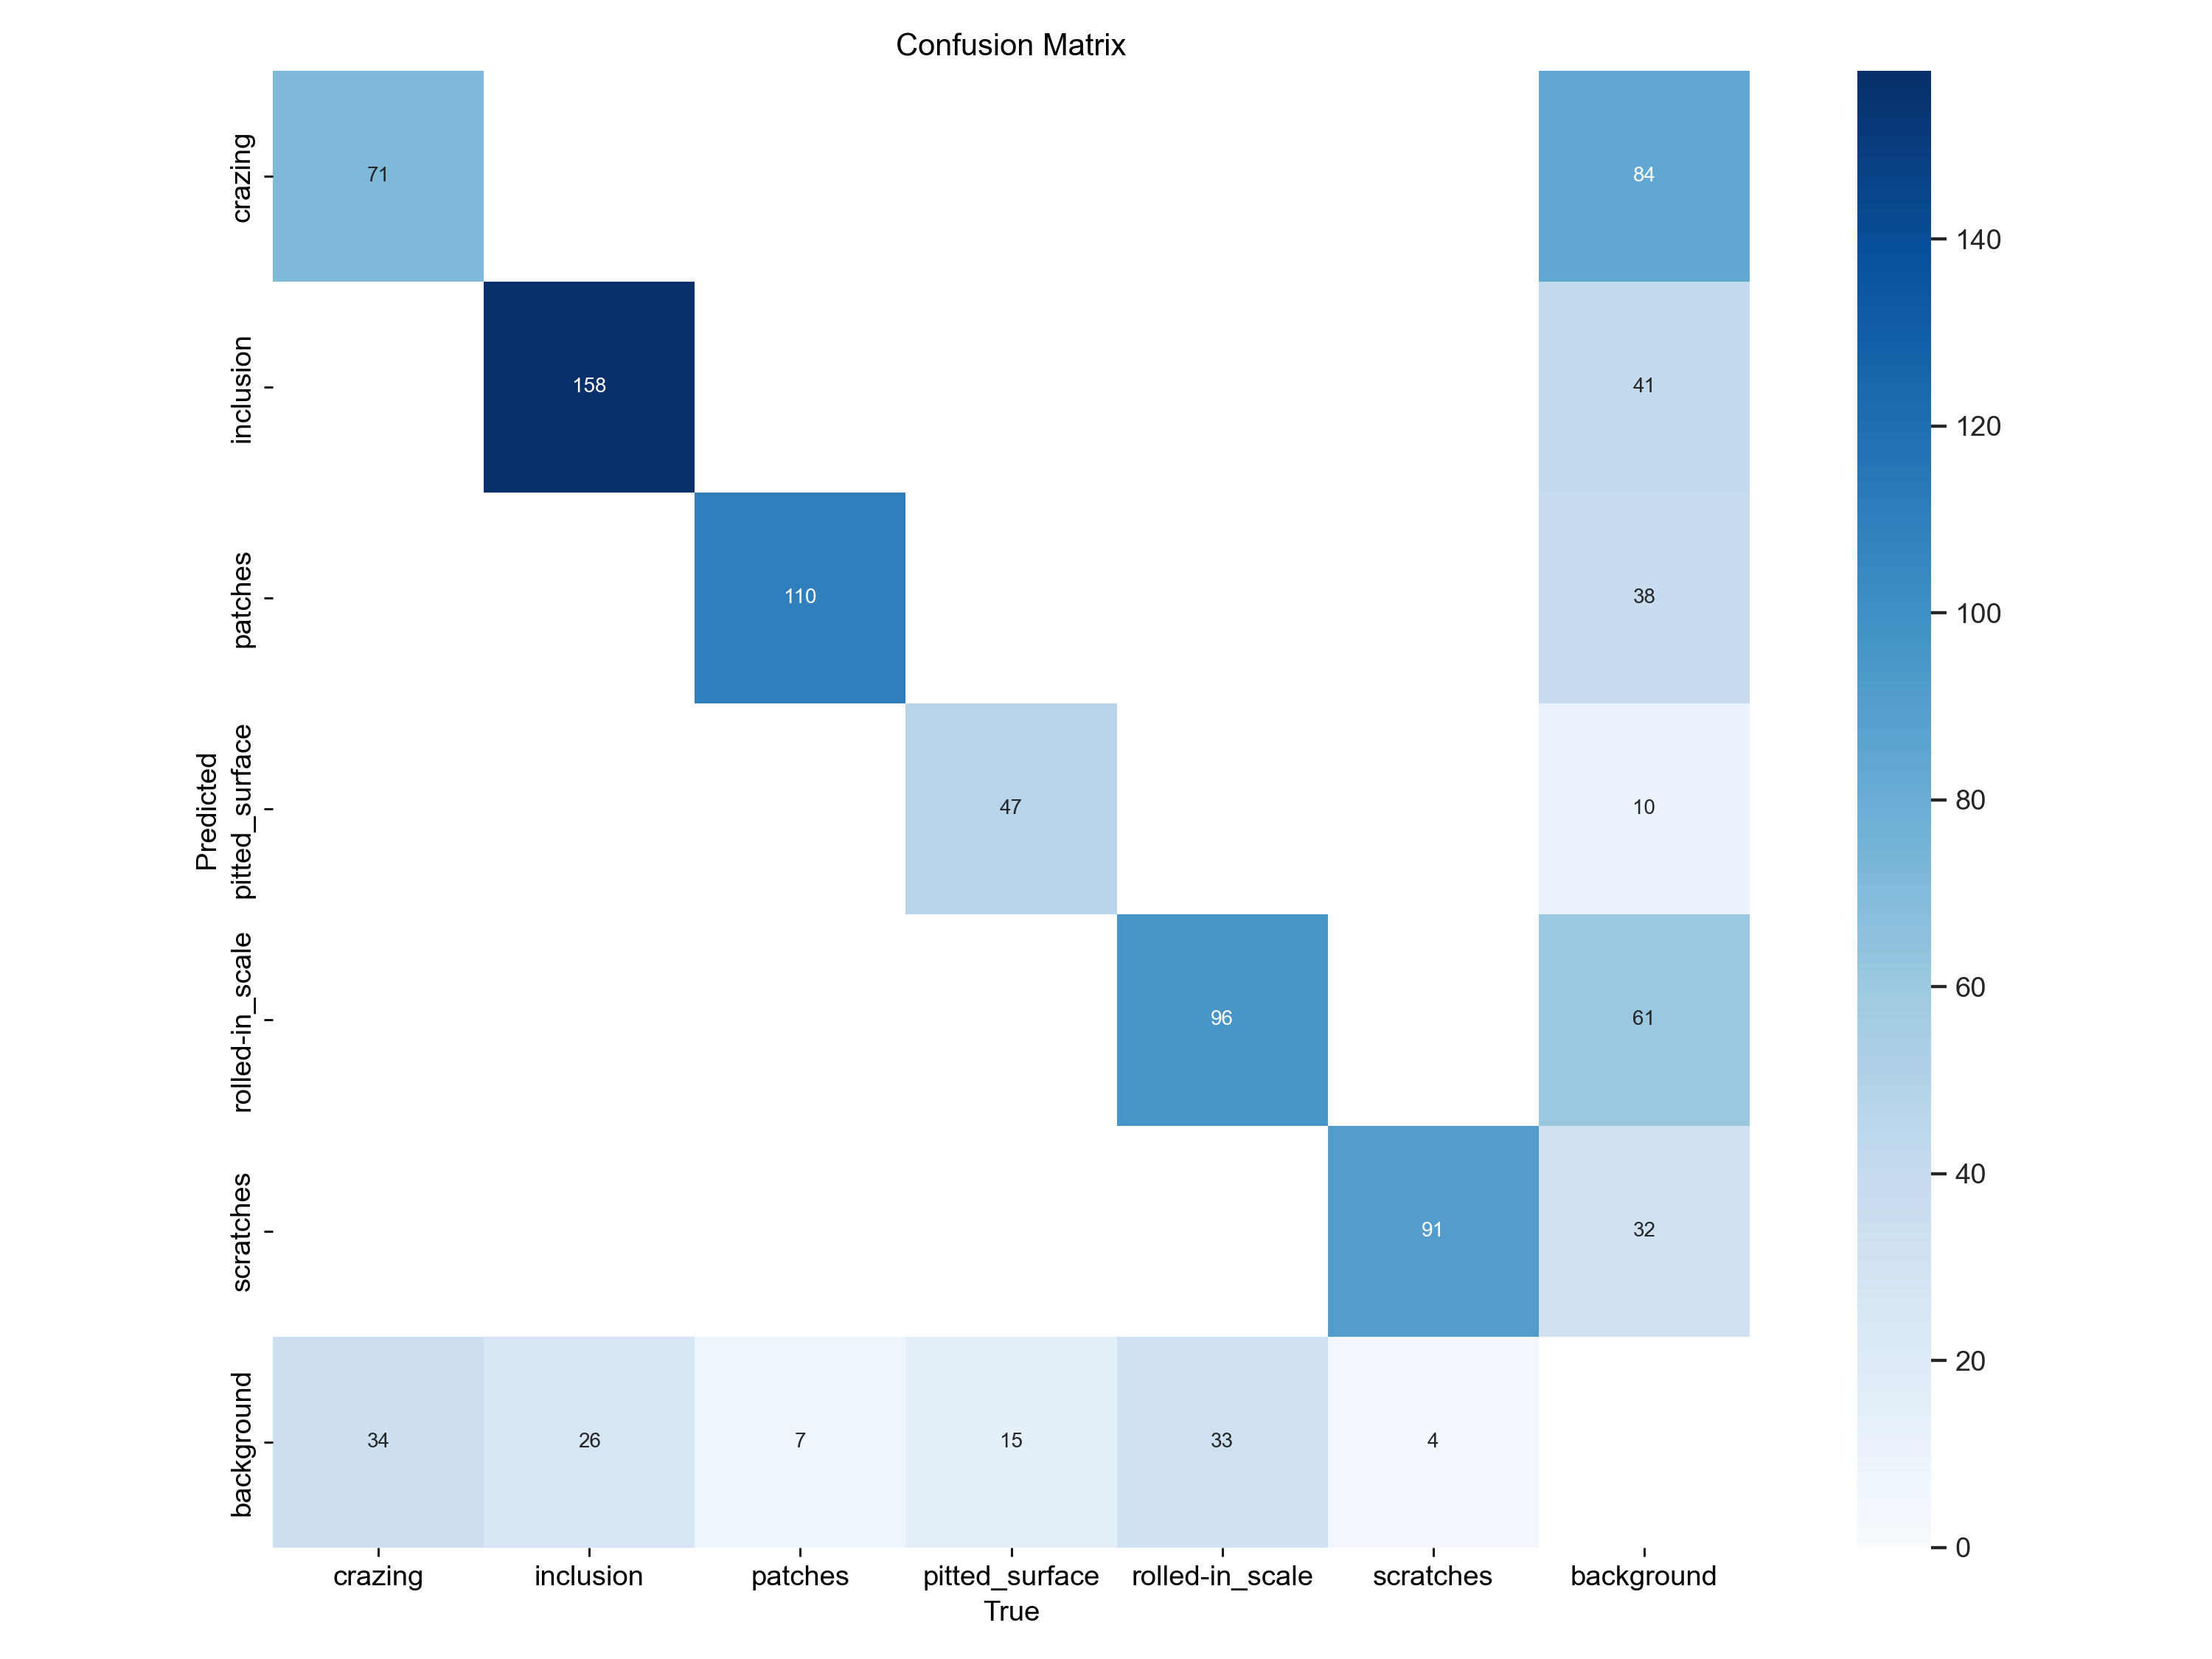 Confusion Matrix
crazing
71
84
140
inclusion
158
41
120
patches
110
38
100
Predicted
pitted_surface
47
10
80
rolled-in_scale
96
61
60
scratches
91
32
40
background
34
26
7
15
33
4
20
0
crazing
inclusion
patches
pitted_surface
rolled-in_scale
scratches
background
True